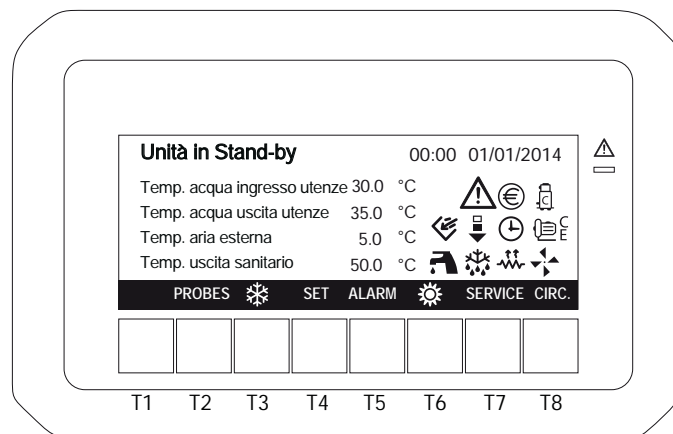 Unità in Stand-by 00:00 01/01/2014
Temp. acqua ingresso utenze 30.0 °C
Temp. acqua uscita utenze 35.0 °C
Temp. aria esterna 5.0 °C
Temp. uscita sanitario 50.0 °C
C
€
C
E
PROBES SET ALARM SERVICE CIRC.
T1 T2 T3 T4 T5 T6 T7 T8